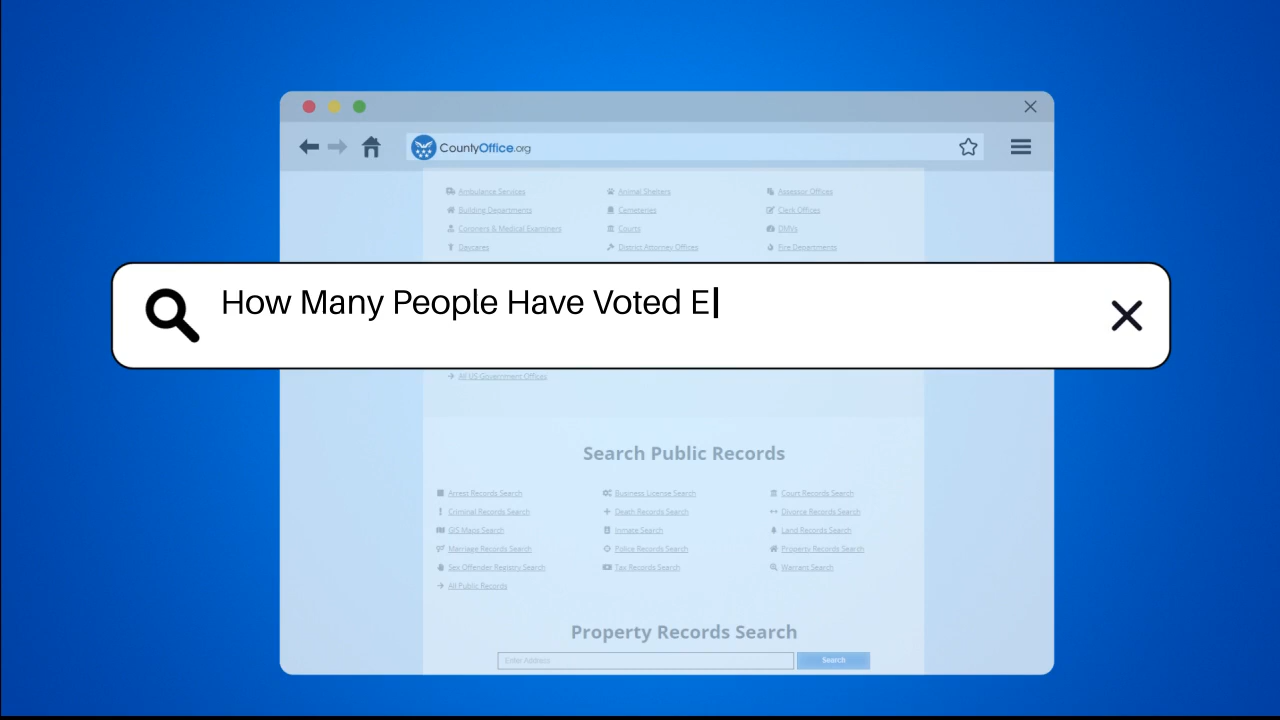 CountyOffice.org
Ambulance Services Animal Shelters Assessor Offices
Building Departments Cemeteries Clerk Offices
Coroners & Medical Examiners Courts DMVs
Daycares District Attorney Offices Fire Departments
How Many People Have Voted E
All US Government Offices
Search Public Records
Arrest Records Search Business License Search Court Records Search
Criminal Records Search Death Records Search Divorce Records Search
GIS Maps Search Inmate Search Land Records Search
Marriage Records Search Police Records Search Property Records Search
Sex Offender Registry Search Tax Records Search Warrant Search
All Public Records
Property Records Search
Enter Address Search